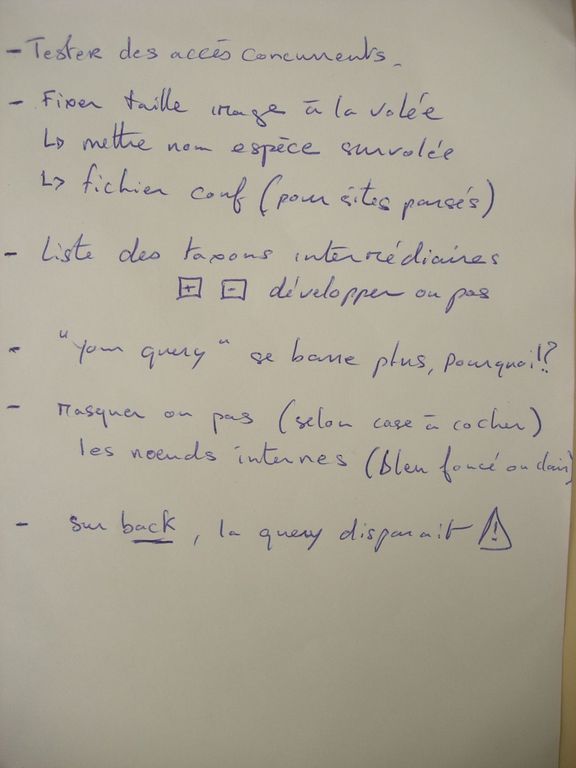 - Tester des accès concurrents.
- Fixer taille image à la volée
↳ mettre nom espèce survolée
↳ fichier conf (pour sites parsés)
- Liste des taxons intermédiaires
[+] [-] développer ou pas
- "Your query" se barre plus, pourquoi!?
- Masquer ou pas (selon case à cocher)
les noeuds internes (bleu foncé ou clair)
- sur back, la query disparait ⚠